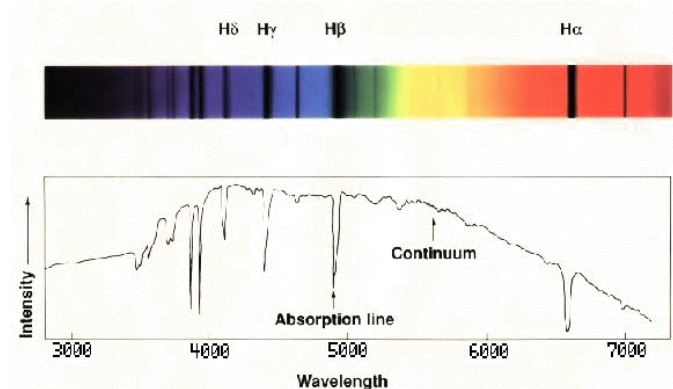 Hδ Hγ Hβ Hα
Intensity
Continuum
Absorption line
3000 4000 5000 6000 7000
Wavelength